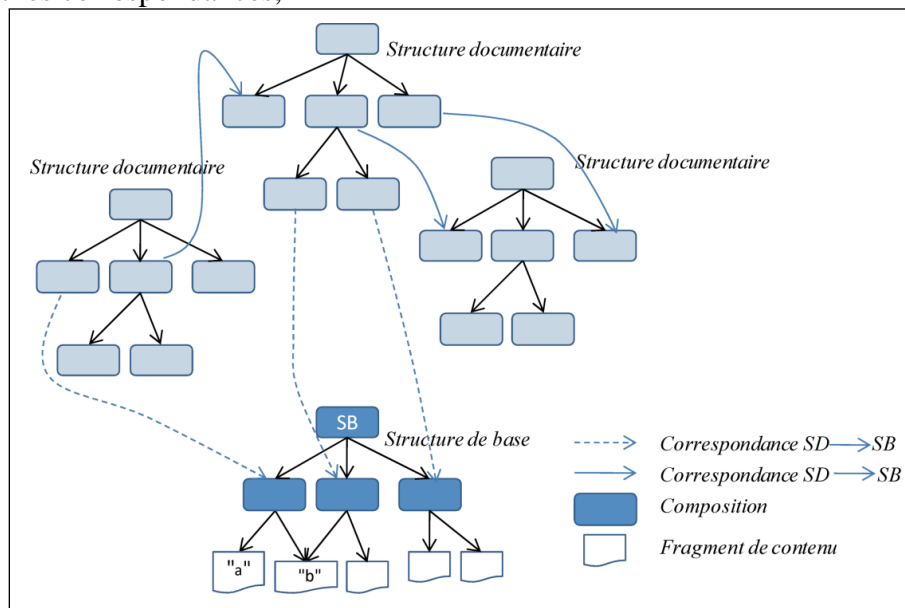 Structure documentaire
Structure documentaire
Structure documentaire
SB
Structure de base
"a"
"b"
Correspondance SD SB
Correspondance SD SB
Composition
Fragment de contenu